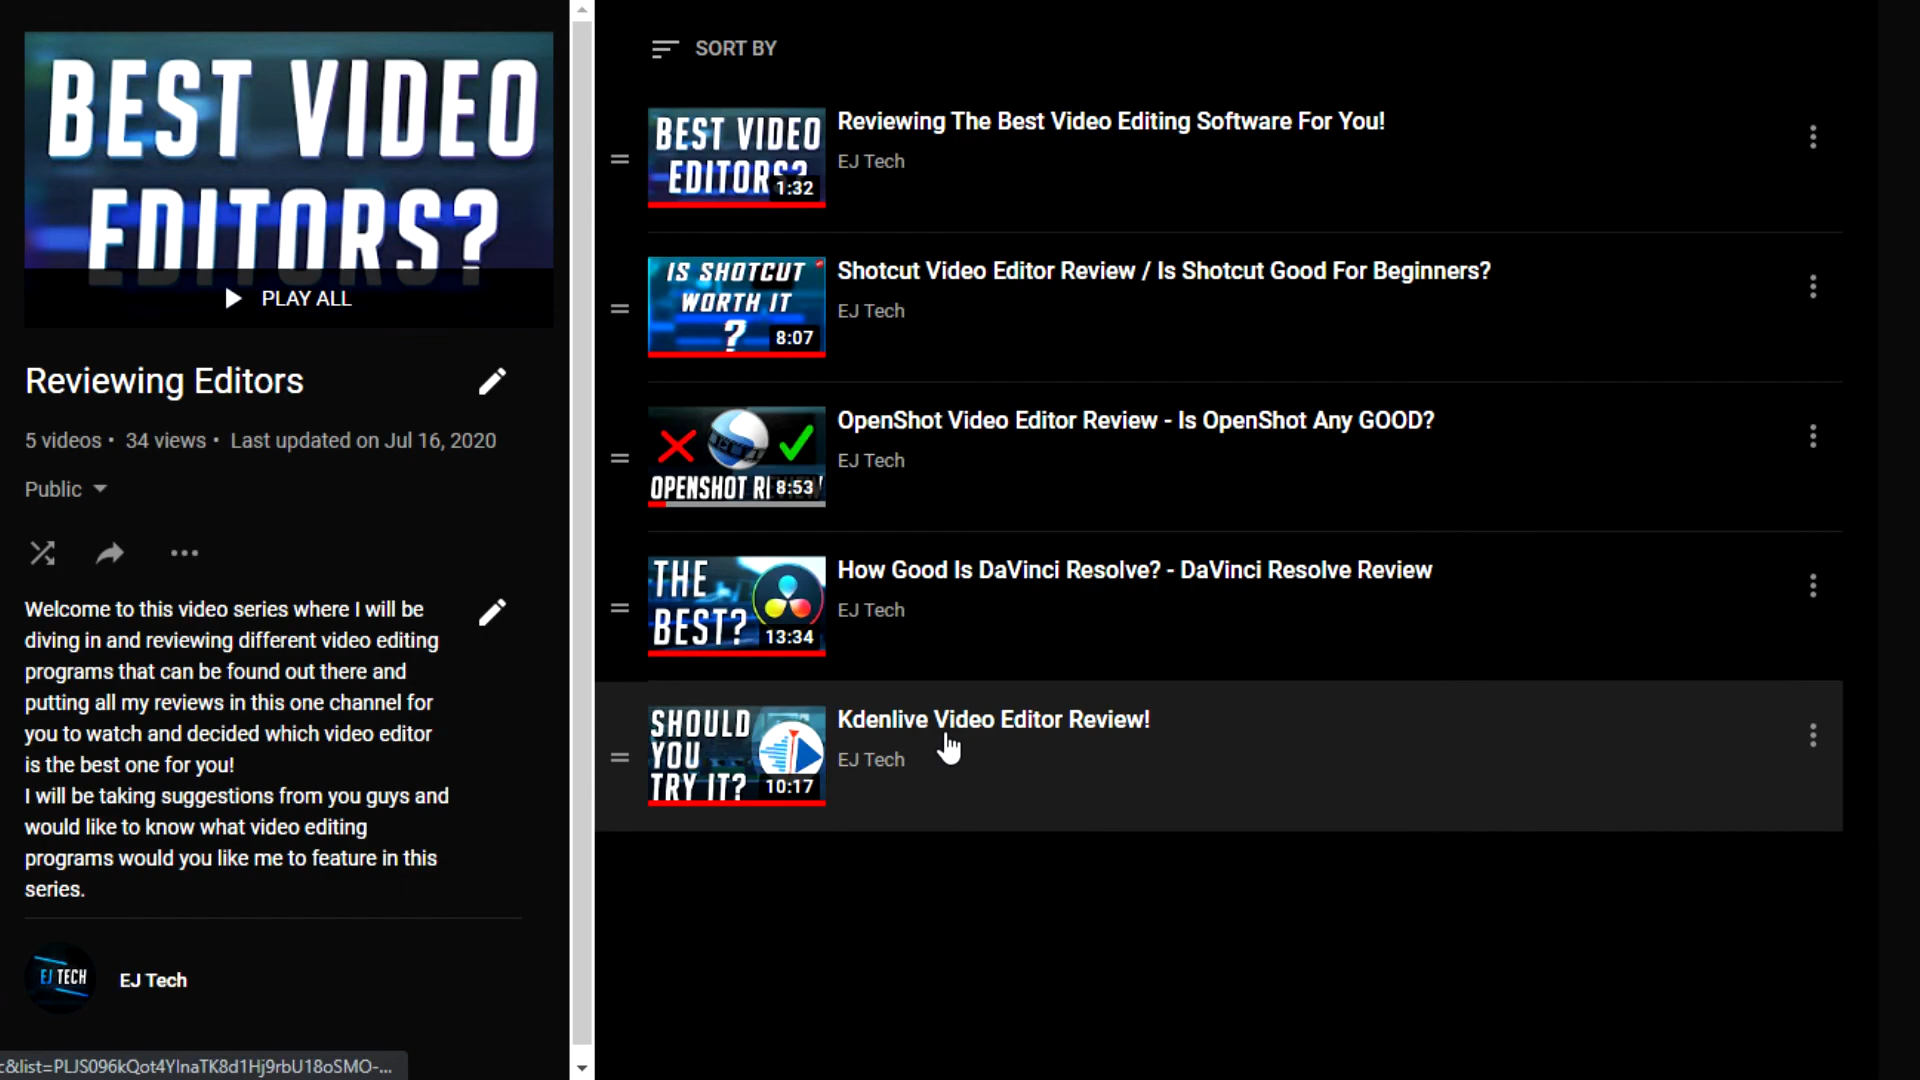 BEST VIDEO
EDITORS?
PLAY ALL
Reviewing Editors
5 videos • 34 views • Last updated on Jul 16, 2020
Public
Welcome to this video series where I will be
diving in and reviewing different video editing
programs that can be found out there and
putting all my reviews in this one channel for
you to watch and decided which video editor
is the best one for you!
I will be taking suggestions from you guys and
would like to know what video editing
programs would you like me to feature in this
series.
EJ TECH
EJ Tech
c&list=PLJS096kQot4YlnaTK8d1Hj9rbU18oSMO-...
SORT BY
BEST VIDEO
EDITORS?
1:32
Reviewing The Best Video Editing Software For You!
EJ Tech
IS SHOTCUT
WORTH IT
?
8:07
Shotcut Video Editor Review / Is Shotcut Good For Beginners?
EJ Tech
OPENSHOT REVIEW
8:53
OpenShot Video Editor Review - Is OpenShot Any GOOD?
EJ Tech
THE
BEST?
13:34
How Good Is DaVinci Resolve? - DaVinci Resolve Review
EJ Tech
SHOULD
YOU
TRY IT?
10:17
Kdenlive Video Editor Review!
EJ Tech